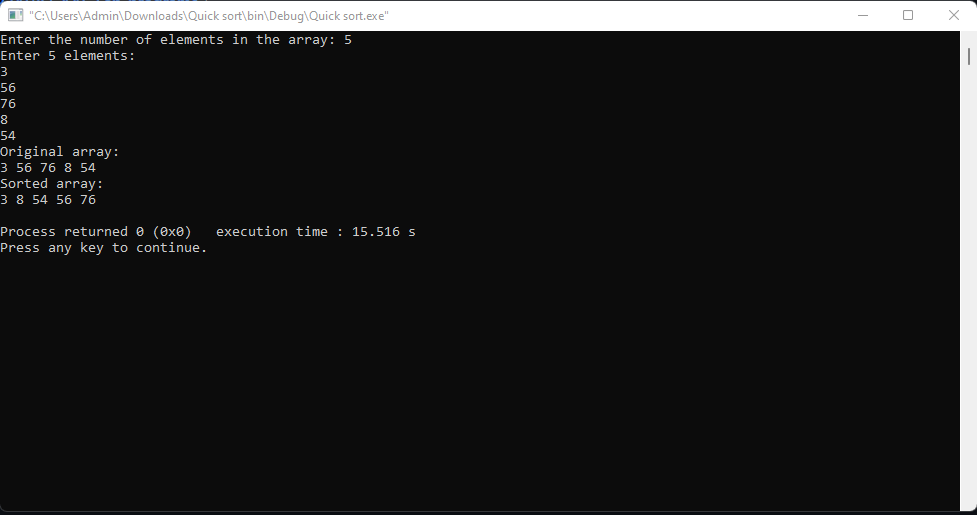 "C:\Users\Admin\Downloads\Quick sort\bin\Debug\Quick sort.exe"
Enter the number of elements in the array: 5
Enter 5 elements:
3
56
76
8
54
Original array:
3 56 76 8 54
Sorted array:
3 8 54 56 76
Process returned 0 (0x0)   execution time : 15.516 s
Press any key to continue.